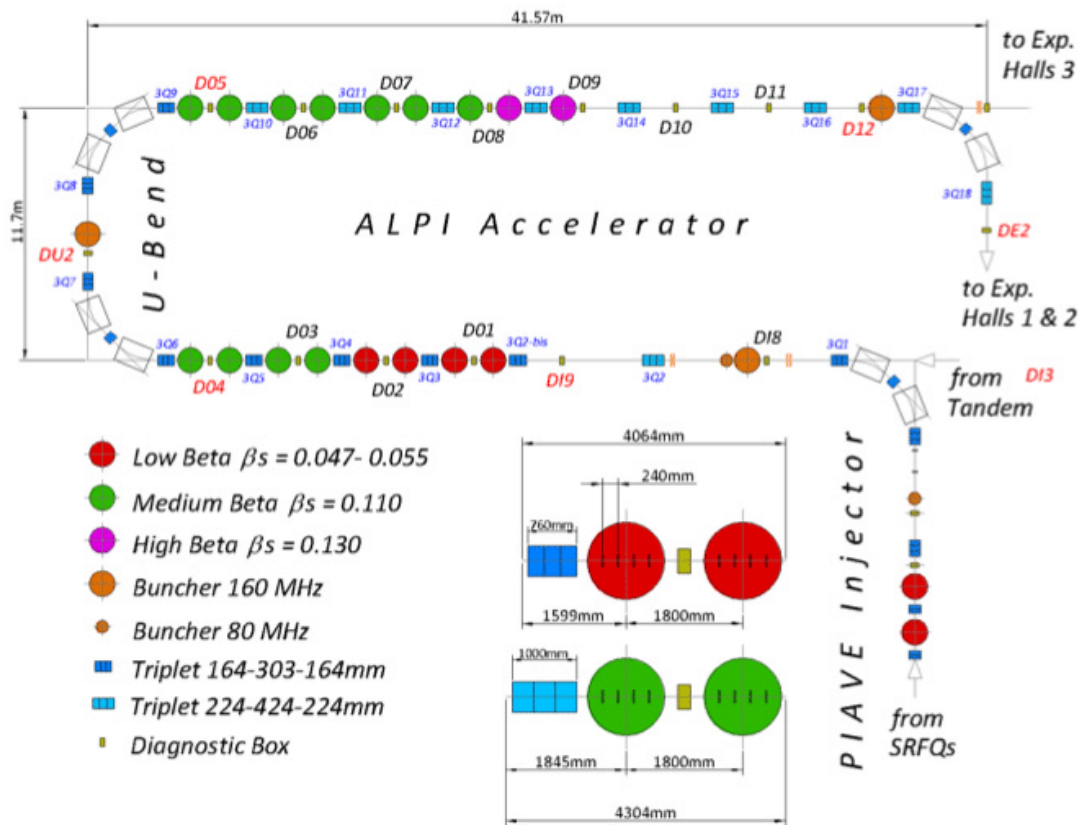 41.57m
to Exp.
Halls 3
3Q9
D05
3Q10
D06
3Q11
D07
3Q12
D08
3Q13
D09
3Q14
D10
3Q15
D11
3Q16
D12
3Q17
3Q8
3Q18
11.7m
U-Bend
ALPI Accelerator
DU2
DE2
3Q7
to Exp.
Halls 1 & 2
3Q6
D04
3Q5
D03
3Q4
D02
3Q3
D01
3Q2-bis
DI9
3Q2
DI8
3Q1
from
Tandem
DI3
Low Beta βs = 0.047- 0.055
Medium Beta βs = 0.110
High Beta βs = 0.130
Buncher 160 MHz
Buncher 80 MHz
Triplet 164-303-164mm
Triplet 224-424-224mm
Diagnostic Box
4064mm
240mm
760mm
1599mm
1800mm
1000mm
1845mm
1800mm
4304mm
PIAVE Injector
from
SRFQs